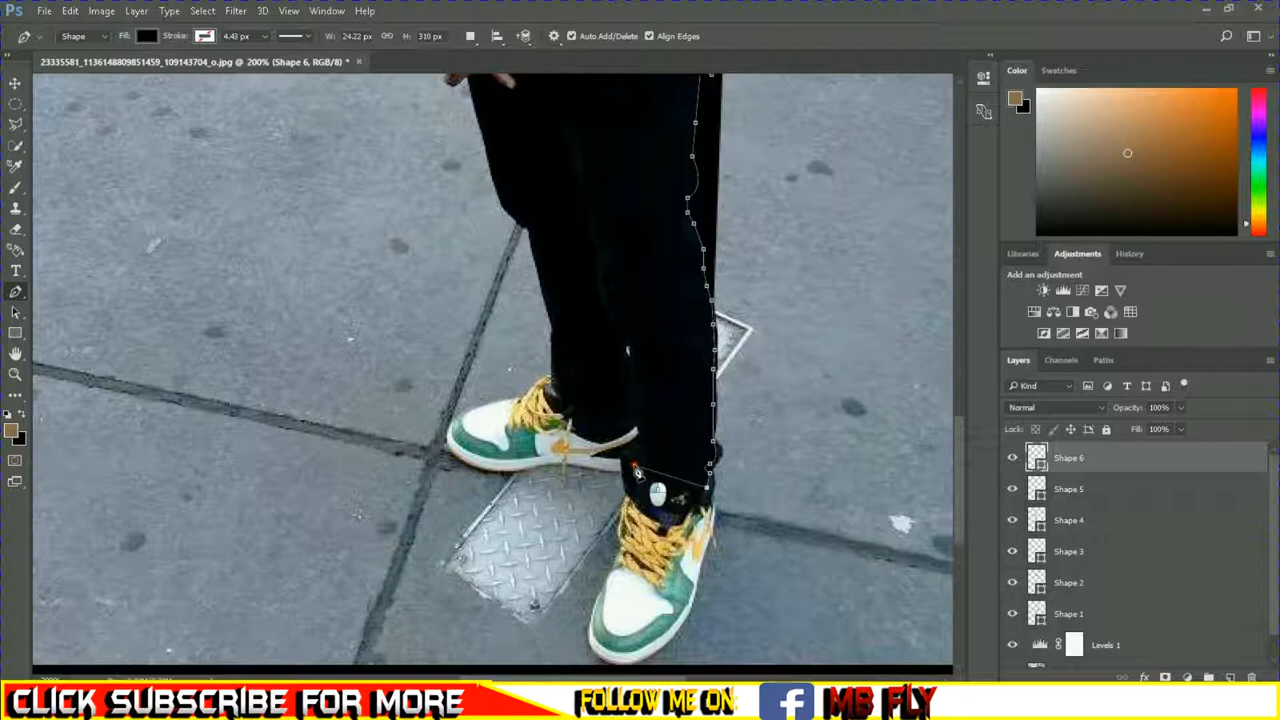 Ps File Edit Image Layer Type Select Filter 3D View Window Help
Shape Fill: Stroke: 4.43 px W: 24.22 px H: 310 px Auto Add/Delete Align Edges
23335581_1136148809851459_109143704_o.jpg @ 200% (Shape 6, RGB/8) *
Color Swatches
Libraries Adjustments History
Add an adjustment
Layers Channels Paths
Kind
Normal Opacity: 100%
Lock: Fill: 100%
Shape 6
Shape 5
Shape 4
Shape 3
Shape 2
Shape 1
Levels 1
CLICK SUBSCRIBE FOR MORE FOLLOW ME ON f MB FLY